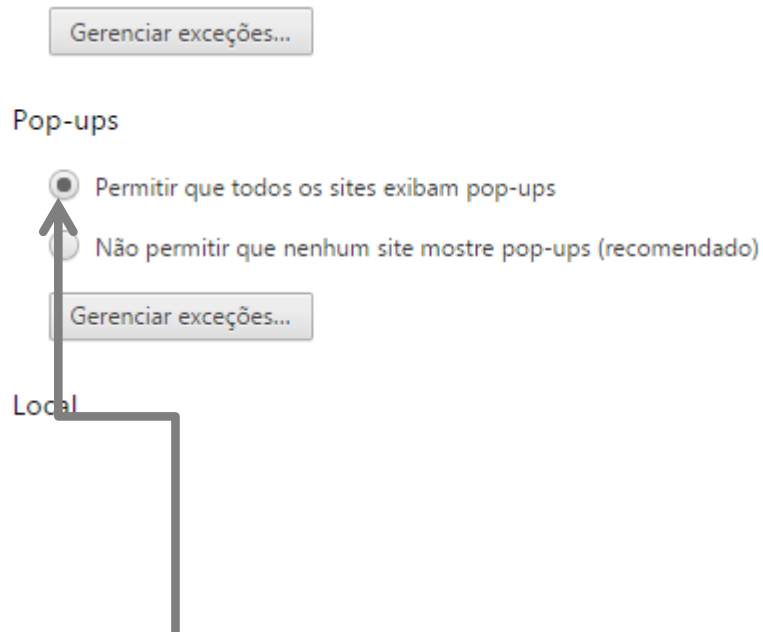 Gerenciar exceções...
Pop-ups
Permitir que todos os sites exibam pop-ups
Não permitir que nenhum site mostre pop-ups (recomendado)
Gerenciar exceções...
Local